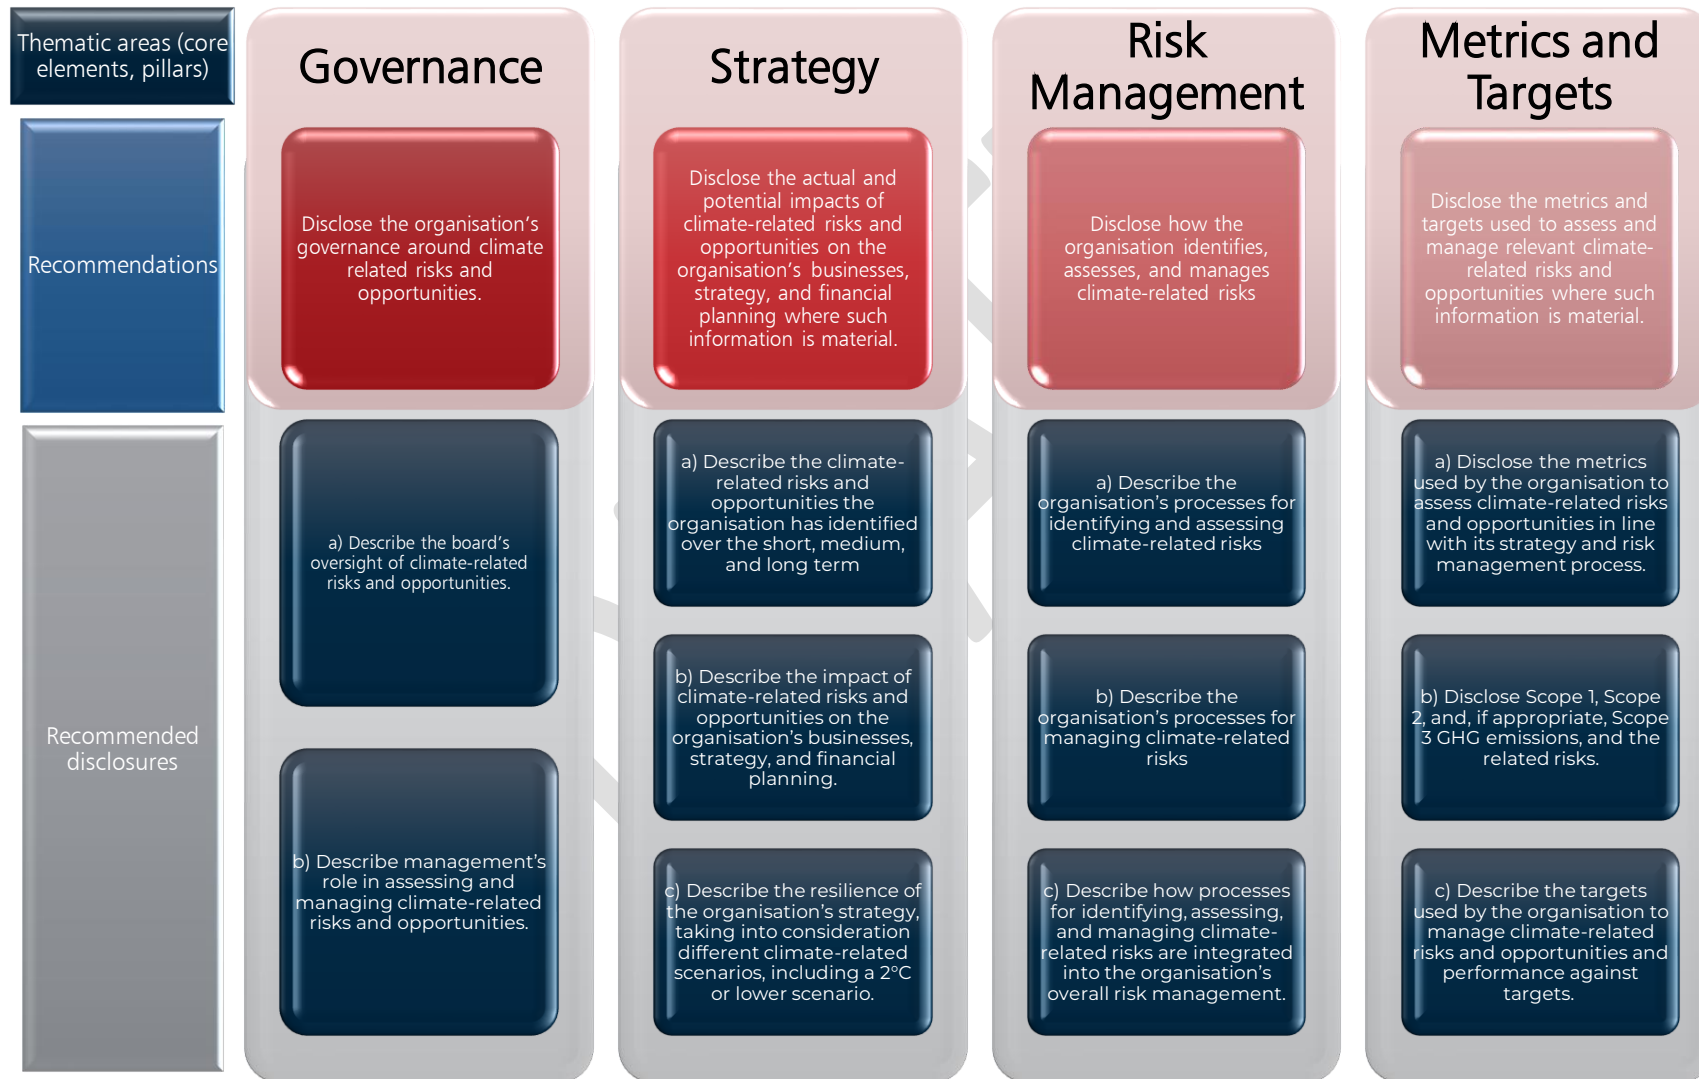 Thematic areas (core
elements, pillars)
Governance
Strategy
Risk
Management
Metrics and
Targets
Recommendations
Disclose the organisation’s
governance around climate
related risks and
opportunities.
Disclose the actual and
potential impacts of
climate-related risks and
opportunities on the
organisation’s businesses,
strategy, and financial
planning where such
information is material.
Disclose how the
organisation identifies,
assesses, and manages
climate-related risks
Disclose the metrics and
targets used to assess and
manage relevant climate-
related risks and
opportunities where such
information is material.
Recommended
disclosures
a) Describe the board’s
oversight of climate-related
risks and opportunities.
b) Describe management’s
role in assessing and
managing climate-related
risks and opportunities.
a) Describe the climate-
related risks and
opportunities the
organisation has identified
over the short, medium,
and long term
b) Describe the impact of
climate-related risks and
opportunities on the
organisation’s businesses,
strategy, and financial
planning.
c) Describe the resilience of
the organisation’s strategy,
taking into consideration
different climate-related
scenarios, including a 2°C
or lower scenario.
a) Describe the
organisation’s processes for
identifying and assessing
climate-related risks
b) Describe the
organisation’s processes for
managing climate-related
risks
c) Describe how processes
for identifying, assessing,
and managing climate-
related risks are integrated
into the organisation’s
overall risk management.
a) Disclose the metrics
used by the organisation to
assess climate-related risks
and opportunities in line
with its strategy and risk
management process.
b) Disclose Scope 1, Scope
2, and, if appropriate, Scope
3 GHG emissions, and the
related risks.
c) Describe the targets
used by the organisation to
manage climate-related
risks and opportunities and
performance against
targets.